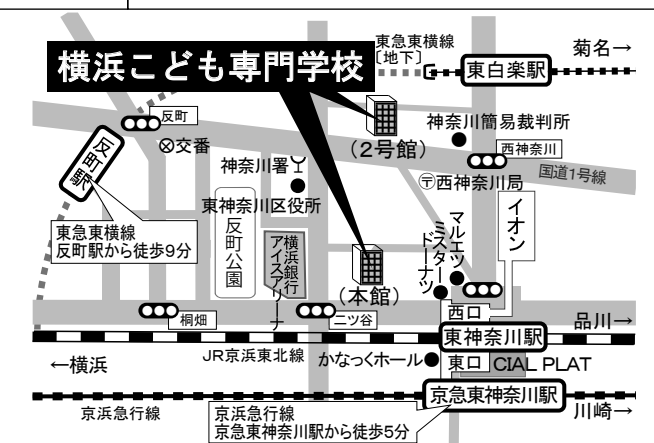 東急東横線
〔地下〕
菊名→
横浜こども専門学校
東白楽駅
反町
神奈川簡易裁判所
⊗交番
(2号館)
西神奈川
反町駅
神奈川署
〒西神奈川局
国道1号線
東神奈川区役所
イオン
東急東横線
反町駅から徒歩9分
反町公園
横浜銀行
アイスアリーナ
マルエツ
ミスター
ドーナツ
(本館)
西口
桐畑
二ツ谷
品川→
東神奈川駅
←横浜
JR京浜東北線
かなっくホール
東口
CIAL PLAT
京急東神奈川駅
京浜急行線
京浜急行線
京急東神奈川駅から徒歩5分
川崎